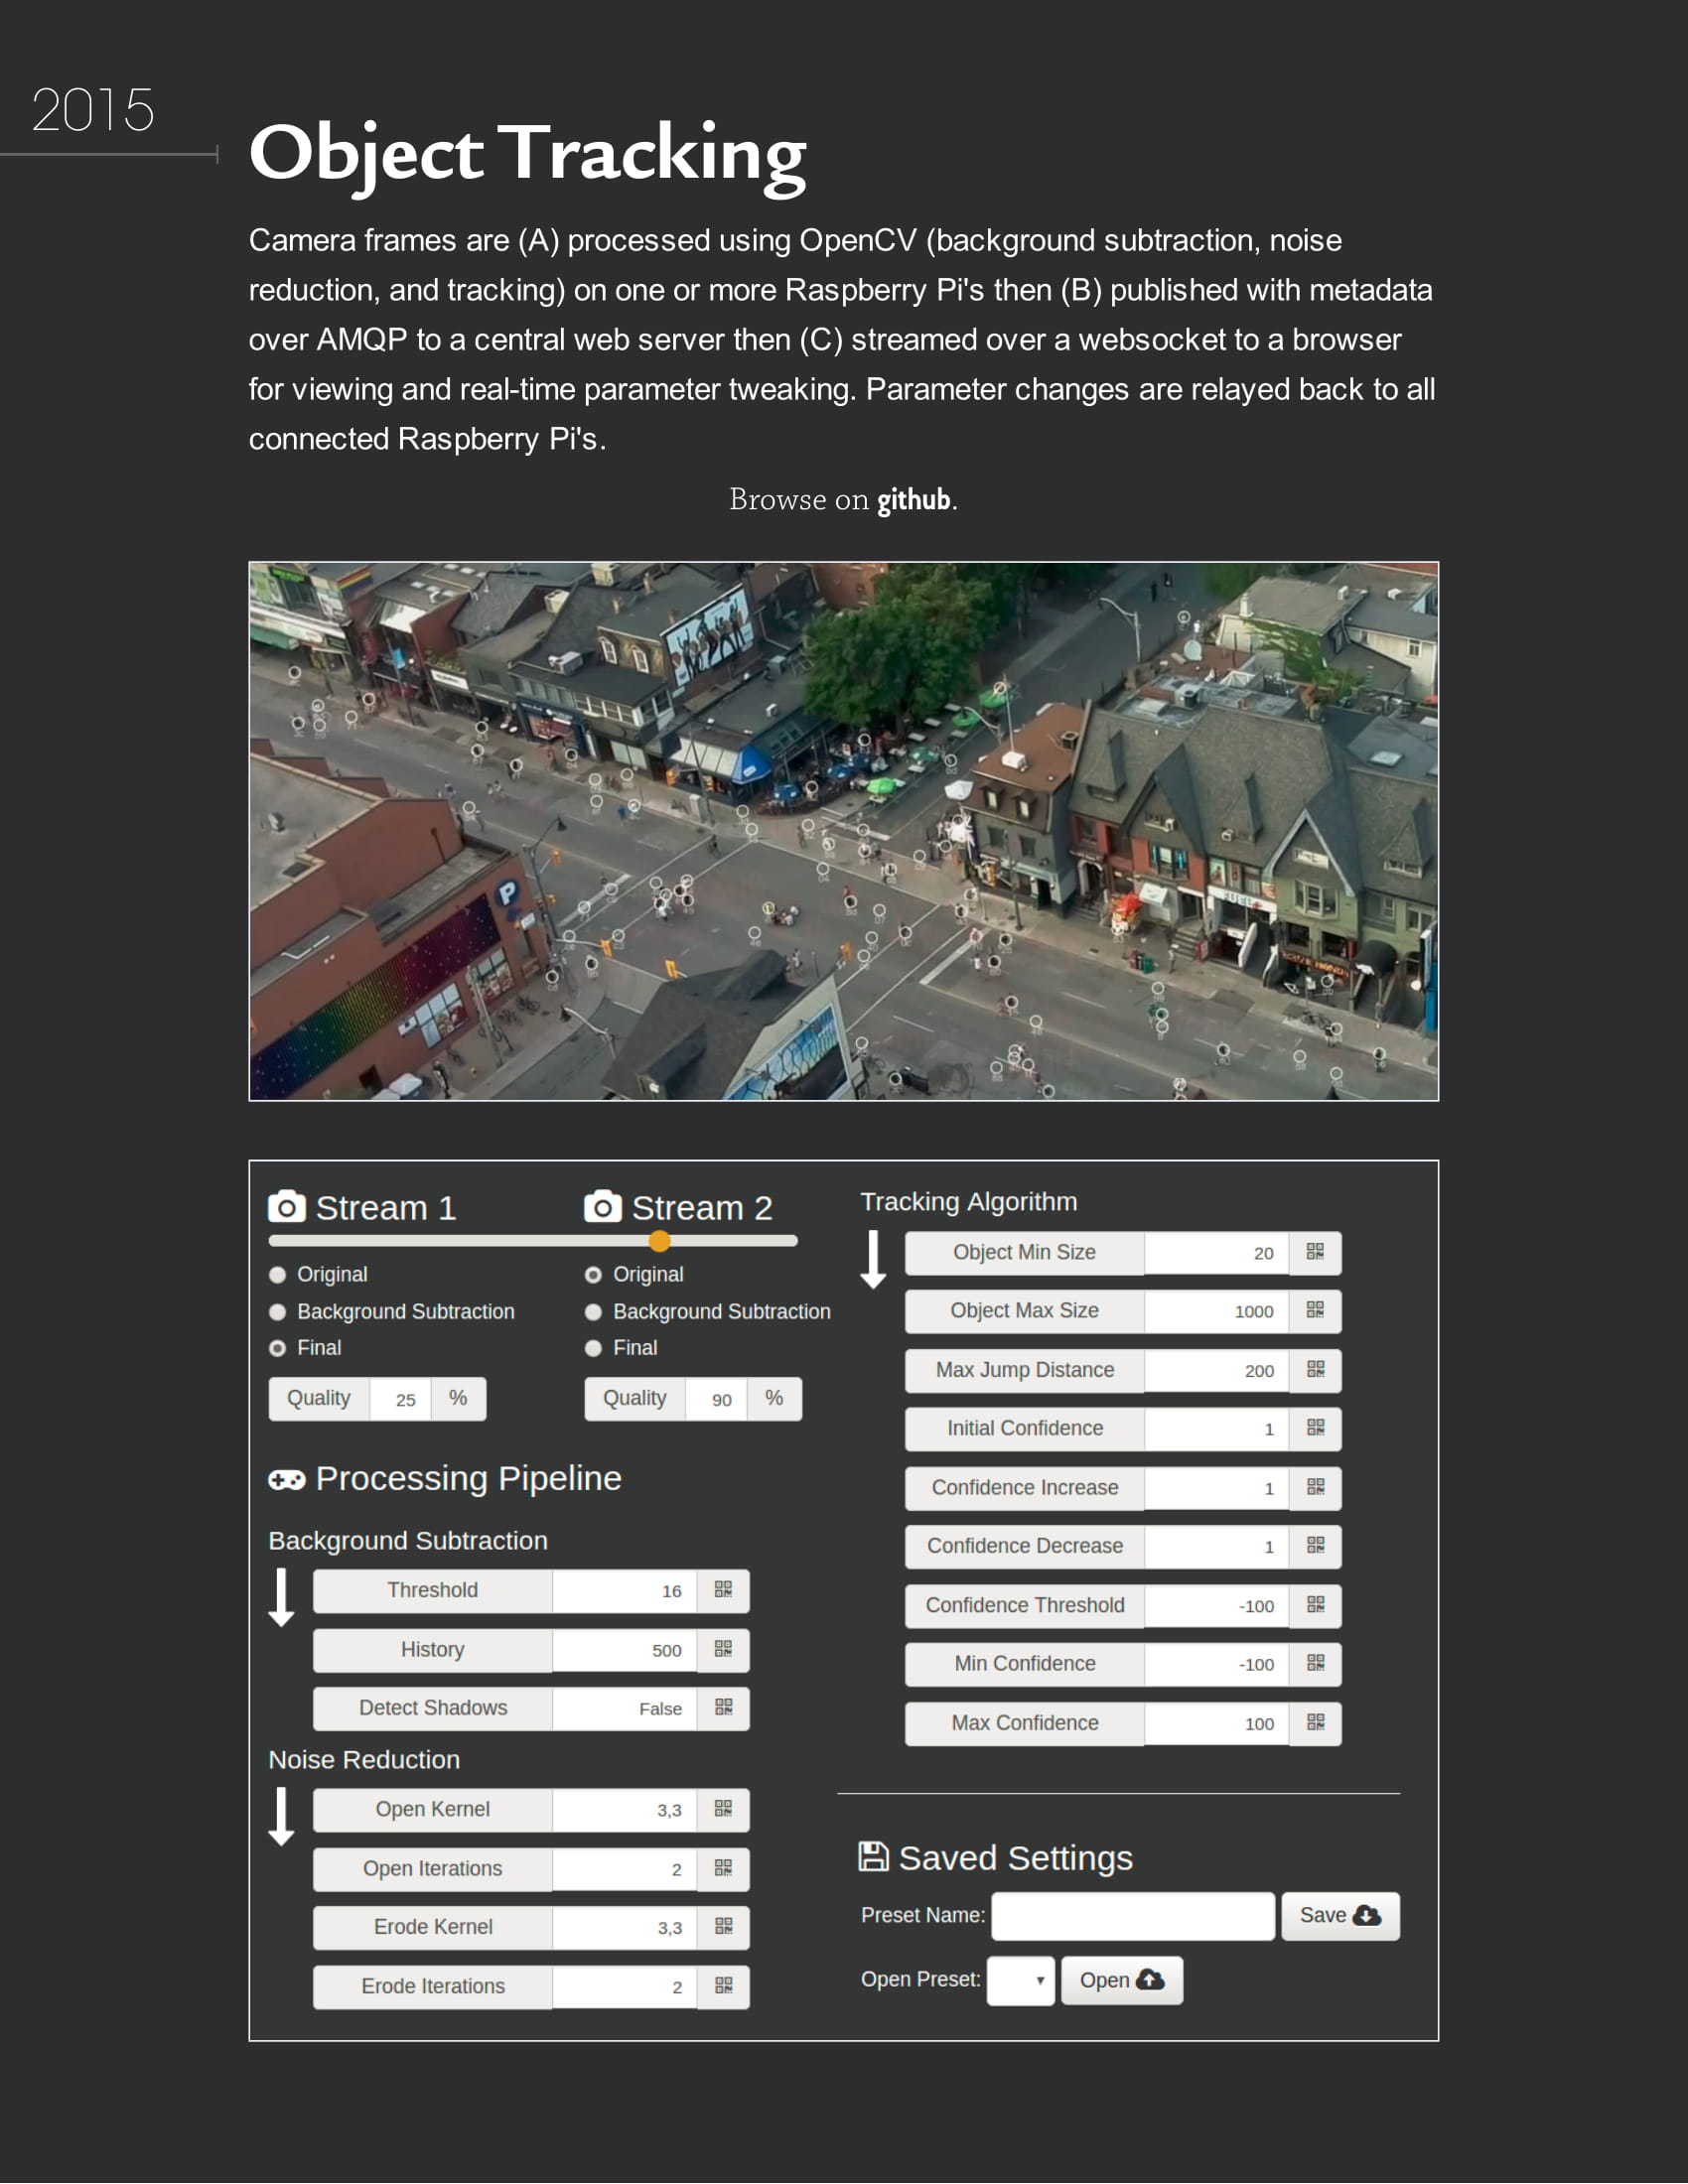 2015
Object Tracking
Camera frames are (A) processed using OpenCV (background subtraction, noise
reduction, and tracking) on one or more Raspberry Pi's then (B) published with metadata
over AMQP to a central web server then (C) streamed over a websocket to a browser
for viewing and real-time parameter tweaking. Parameter changes are relayed back to all
connected Raspberry Pi's.
Browse on github.
P
Stream 1
Original
Background Subtraction
Final
Quality 25 %
Stream 2
Original
Background Subtraction
Final
Quality 90 %
Processing Pipeline
Background Subtraction
Threshold 16
History 500
Detect Shadows False
Noise Reduction
Open Kernel 3,3
Open Iterations 2
Erode Kernel 3,3
Erode Iterations 2
Tracking Algorithm
Object Min Size 20
Object Max Size 1000
Max Jump Distance 200
Initial Confidence 1
Confidence Increase 1
Confidence Decrease 1
Confidence Threshold -100
Min Confidence -100
Max Confidence 100
Saved Settings
Preset Name: Save
Open Preset: Open